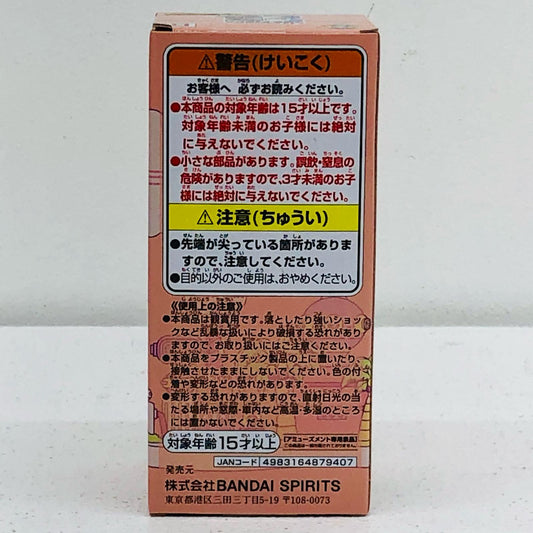 ⚠警告(けいこく)
お客様へ 必ずお読みください。
●本商品の対象年齢は15才以上です。
対象年齢未満のお子様には絶対
に与えないでください。
●小さな部品があります。誤飲・窒息の
危険がありますので、3才未満のお子
様には絶対に与えないでください。
⚠注意(ちゅうい)
●先端が尖っている箇所がありま
すので、注意してください。
●目的以外のご使用は、おやめください。
《使用上の注意》
●本商品は観賞用です。落としたり強いショッ
クなど乱暴な扱いにより破損する恐れがあり
ますので、お取り扱いにはご注意ください。
●本商品をプラスチック製品の上に置いたり、
接触させたままにしないでください。色の付
着や変形などの恐れがあります。
●変形する恐れがありますので、直射日光の当
たる場所や窓際・車内など高温・多湿のところ
には置かないでください。
対象年齢15才以上
[アミューズメント専用景品]
JANコード 4983164879407
発売元
株式会社BANDAI SPIRITS
東京都港区三田三丁目5-19 〒108-0073